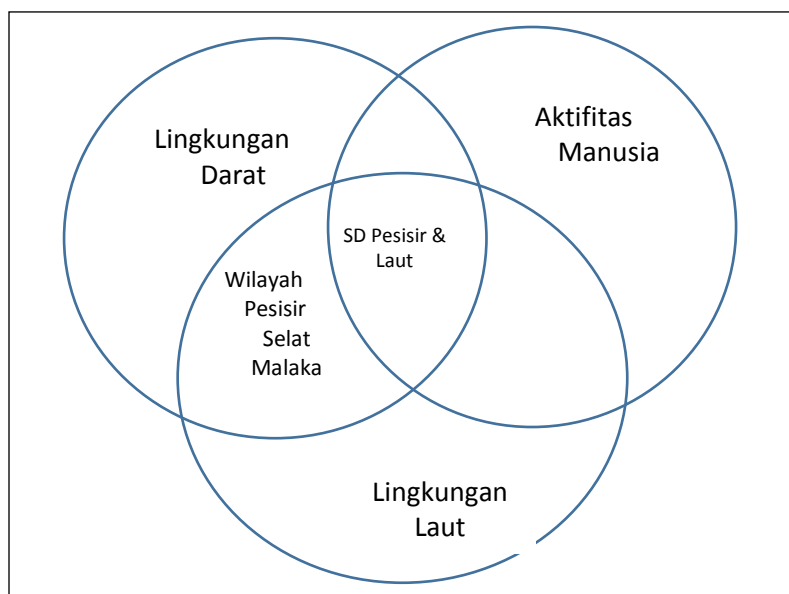 Lingkungan
Darat
Aktifitas
Manusia
SD Pesisir &
Laut
Wilayah
Pesisir
Selat
Malaka
Lingkungan
Laut